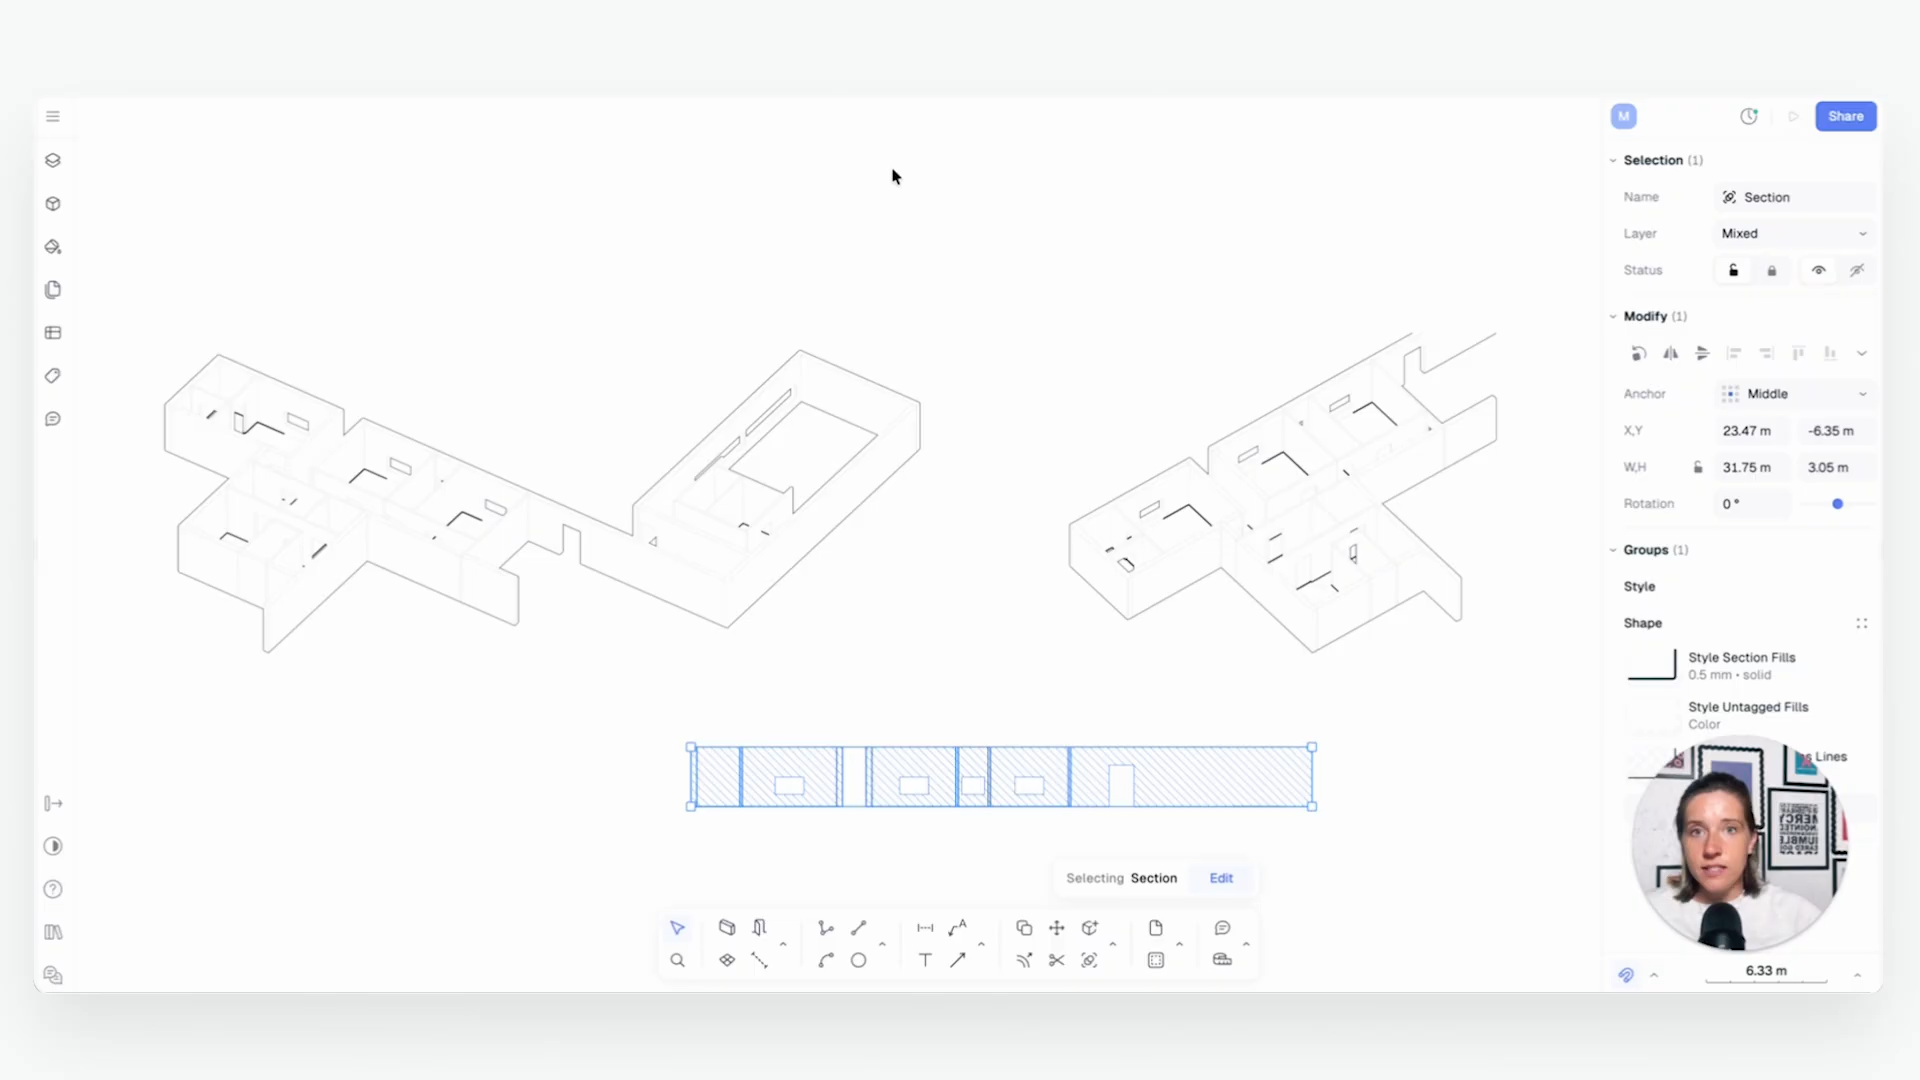 M
Share
Selection (1)
Name
Section
Layer
Mixed
Status
Modify (1)
Anchor
Middle
X,Y
23.47 m
-6.35 m
W,H
31.75 m
3.05 m
Rotation
0 °
Groups (1)
Style
Shape
Style Section Fills
0.5 mm • solid
Style Untagged Fills
Color
s Lines
Selecting Section
Edit
6.33 m